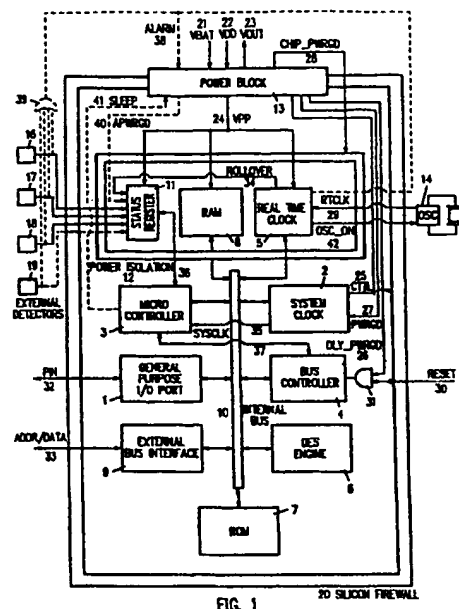 ALARM
38
21
VBAT
22
VDD
23
VOUT
CHIP_PWRGD
28
POWER BLOCK
13
39
41 SLEEP
40 APWRGD
24 VPP
16
17
18
19
EXTERNAL
DETECTORS
ROLLOVER
34
11
STATUS
REGISTER
RAM
REAL TIME
CLOCK
5
RTCLK
29
OSC_ON
42
14
OSC
POWER ISOLATION
12
36
MICRO
CONTROLLER
3
2
SYSTEM
CLOCK
25
CTRL
27
PWRGD
35
SYSCLK
37
DLY_PWRGD
26
PIN
32
GENERAL
PURPOSE
I/O PORT
1
BUS
CONTROLLER
4
31
RESET
30
10
INTERNAL
BUS
ADDR/DATA
33
EXTERNAL
BUS INTERFACE
9
DES
ENGINE
6
ROM
7
FIG. 1
20 SILICON FIREWALL